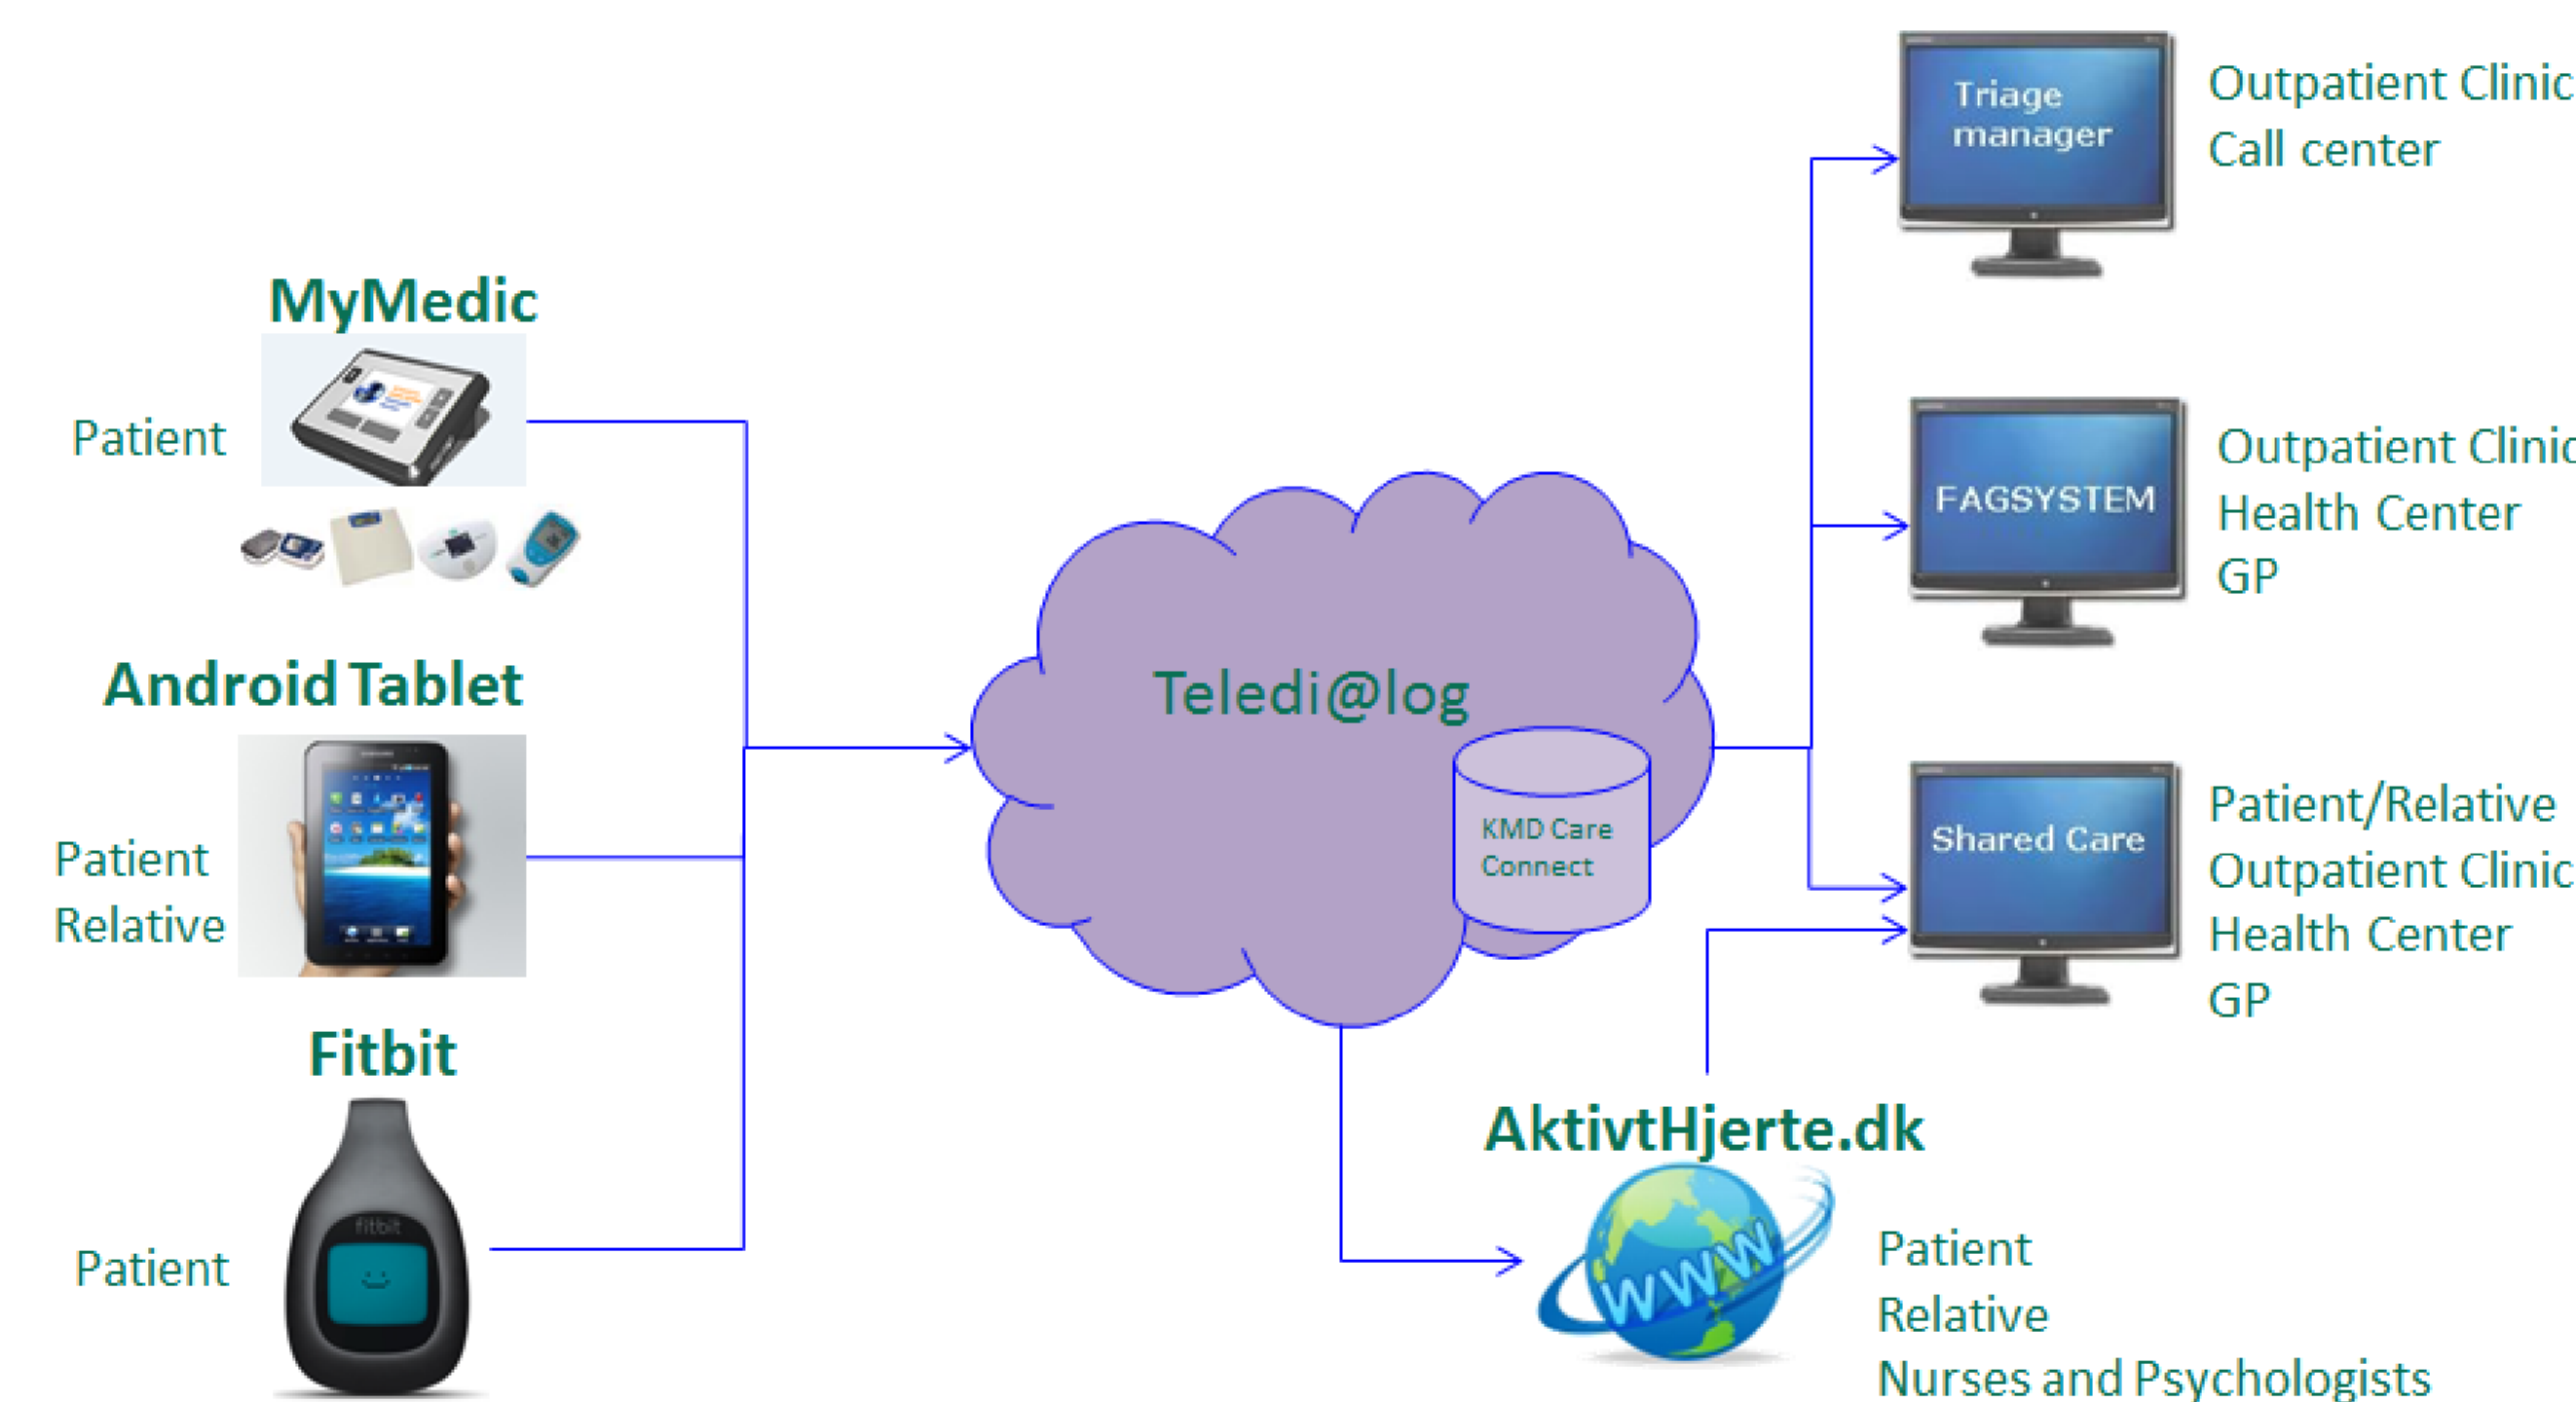 MyMedic
Patient
Android Tablet
Patient
Relative
Fitbit
fitbit
Patient
Teledi@log
KMD Care
Connect
Triage
manager
Outpatient Clinic
Call center
FAGSYSTEM
Outpatient Clinic
Health Center
GP
Shared Care
Patient/Relative
Outpatient Clinic
Health Center
GP
AktivtHjerte.dk
www
Patient
Relative
Nurses and Psychologists